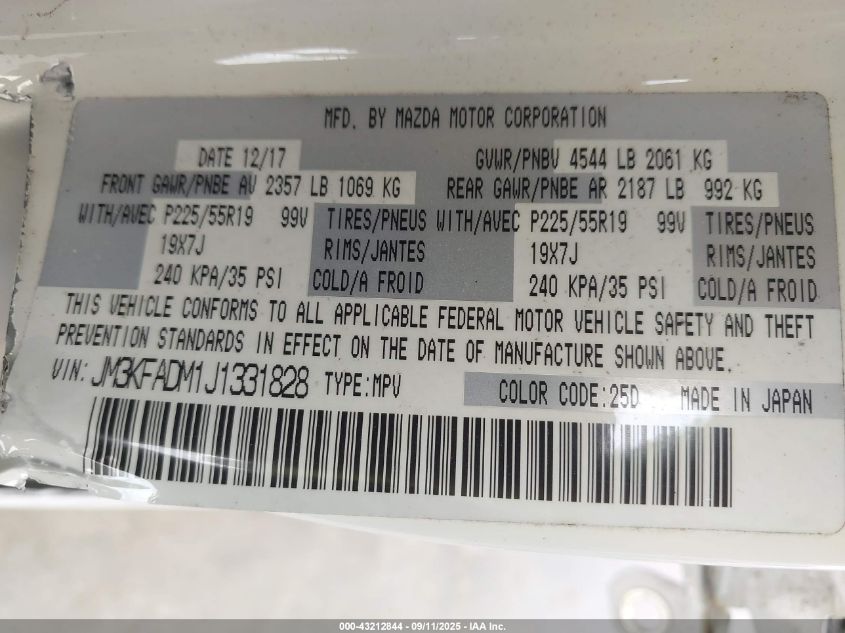 MFD. BY MAZDA MOTOR CORPORATION
DATE 12/17 GVWR/PNBV 4544 LB 2061 KG
FRONT GAWR/PNBE AV 2357 LB 1069 KG REAR GAWR/PNBE AR 2187 LB 992 KG
WITH/AVEC P225/55R19 99V TIRES/PNEUS WITH/AVEC P225/55R19 99V TIRES/PNEUS
19X7J RIMS/JANTES 19X7J RIMS/JANTES
240 KPA/35 PSI COLD/A FROID 240 KPA/35 PSI COLD/A FROID
THIS VEHICLE CONFORMS TO ALL APPLICABLE FEDERAL MOTOR VEHICLE SAFETY AND THEFT
PREVENTION STANDARDS IN EFFECT ON THE DATE OF MANUFACTURE SHOWN ABOVE.
VIN: JM3KFADM1J1331828 TYPE:MPV COLOR CODE:25D MADE IN JAPAN
000-43212844 - 09/11/2025 - IAA Inc.